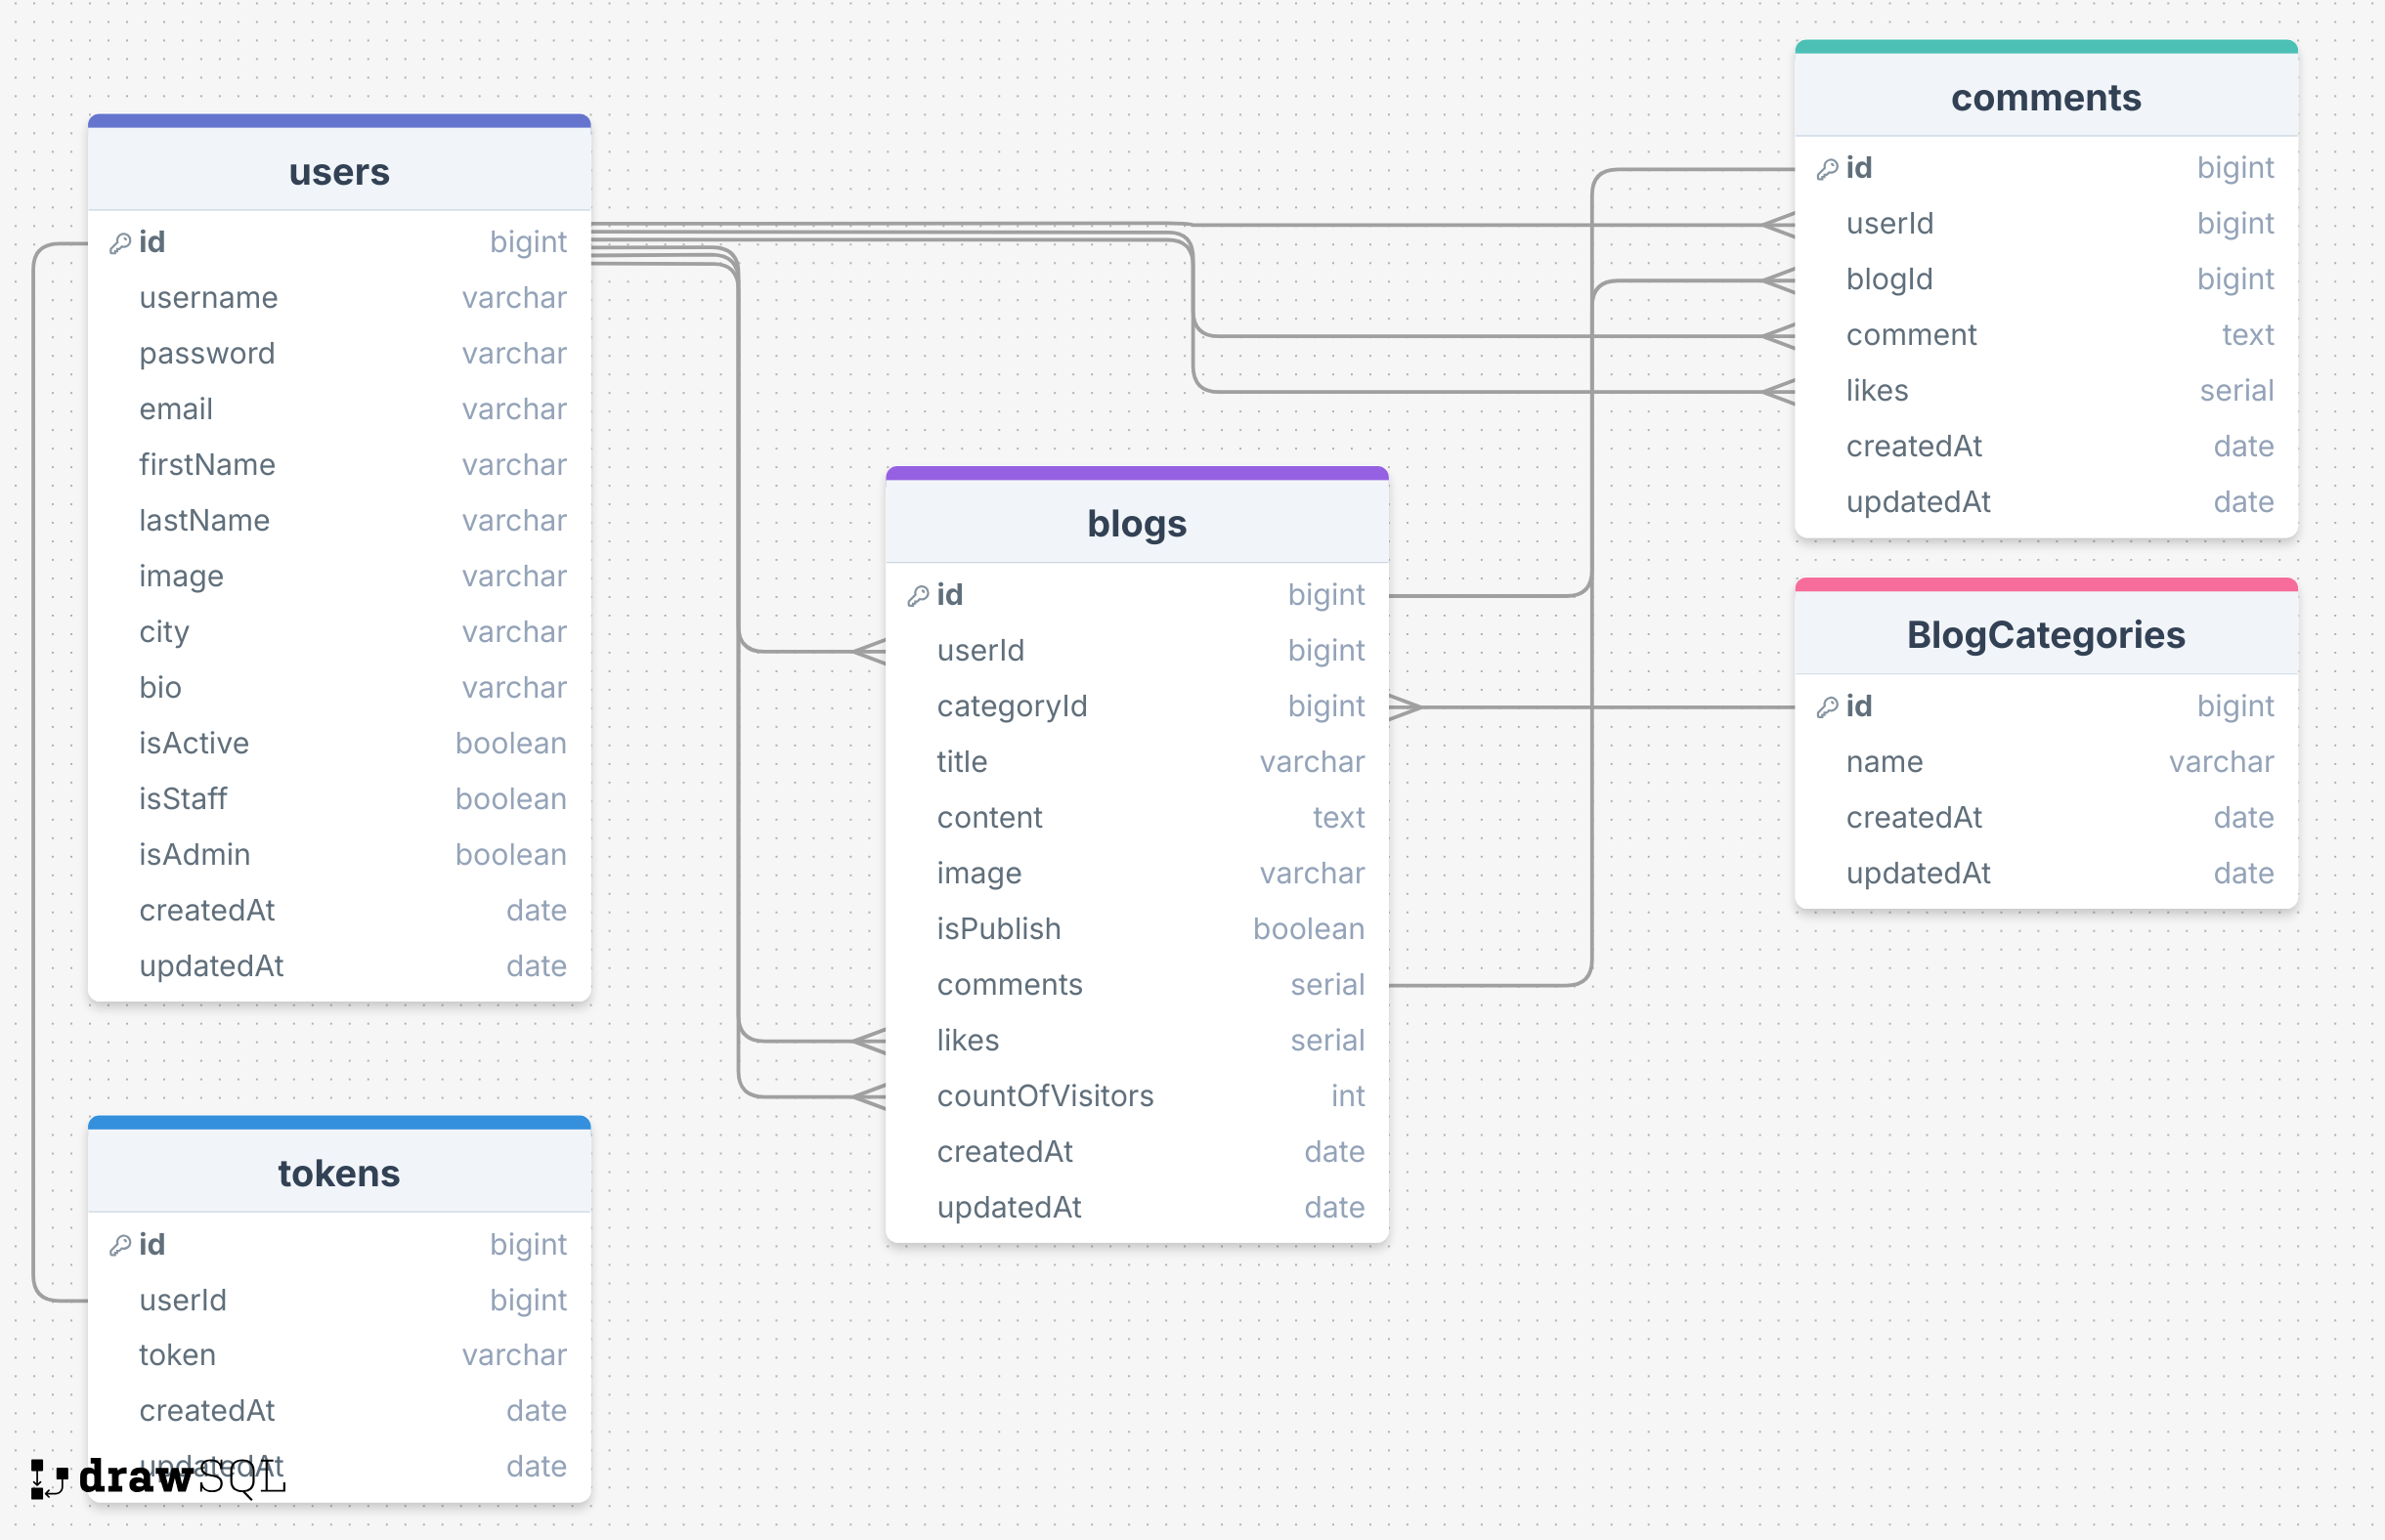 users
id bigint
username varchar
password varchar
email varchar
firstName varchar
lastName varchar
image varchar
city varchar
bio varchar
isActive boolean
isStaff boolean
isAdmin boolean
createdAt date
updatedAt date
tokens
id bigint
userId bigint
token varchar
createdAt date
updatedAt date
drawSQL
blogs
id bigint
userId bigint
categoryId bigint
title varchar
content text
image varchar
isPublish boolean
comments serial
likes serial
countOfVisitors int
createdAt date
updatedAt date
comments
id bigint
userId bigint
blogId bigint
comment text
likes serial
createdAt date
updatedAt date
BlogCategories
id bigint
name varchar
createdAt date
updatedAt date